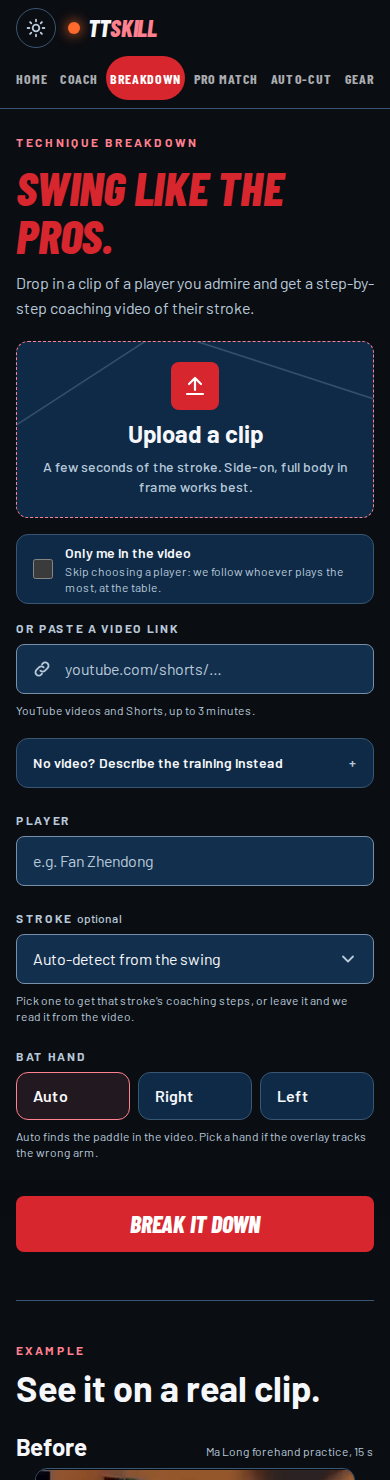 TTSKILL
HOME COACH BREAKDOWN PRO MATCH AUTO-CUT GEAR
TECHNIQUE BREAKDOWN
SWING LIKE THE
PROS.
Drop in a clip of a player you admire and get a step-by-
step coaching video of their stroke.
Upload a clip
A few seconds of the stroke. Side-on, full body in
frame works best.
Only me in the video
Skip choosing a player: we follow whoever plays the
most, at the table.
OR PASTE A VIDEO LINK
youtube.com/shorts/...
YouTube videos and Shorts, up to 3 minutes.
No video? Describe the training instead +
PLAYER
e.g. Fan Zhendong
STROKE optional
Auto-detect from the swing
Pick one to get that stroke's coaching steps, or leave it and we
read it from the video.
BAT HAND
Auto Right Left
Auto finds the paddle in the video. Pick a hand if the overlay tracks
the wrong arm.
BREAK IT DOWN
EXAMPLE
See it on a real clip.
Before Ma Long forehand practice, 15 s